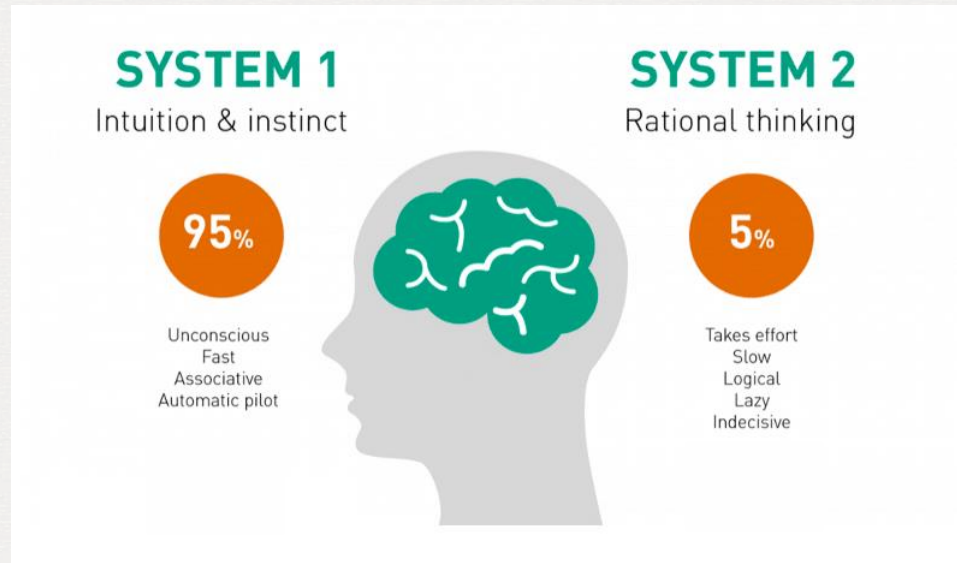 SYSTEM 1
Intuition & instinct
95%
Unconscious
Fast
Associative
Automatic pilot
SYSTEM 2
Rational thinking
5%
Takes effort
Slow
Logical
Lazy
Indecisive